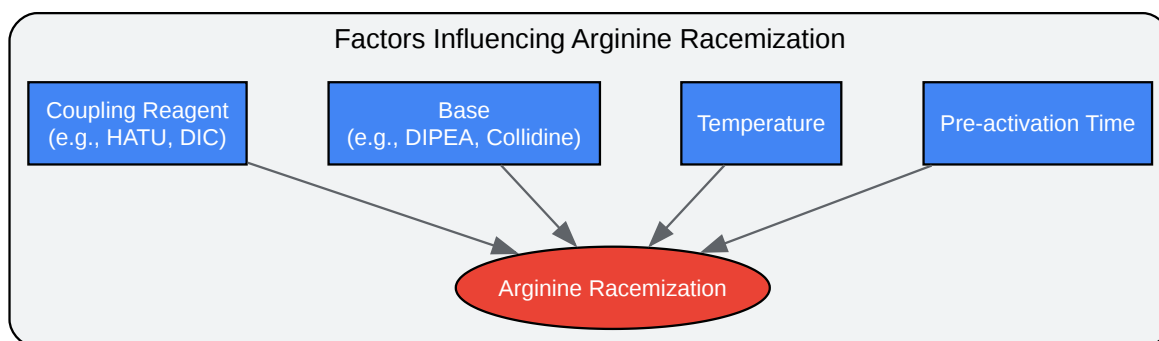 Factors Influencing Arginine Racemization
Coupling Reagent
(e.g., HATU, DIC)
Base
(e.g., DIPEA, Collidine)
Temperature
Pre-activation Time
Arginine Racemization